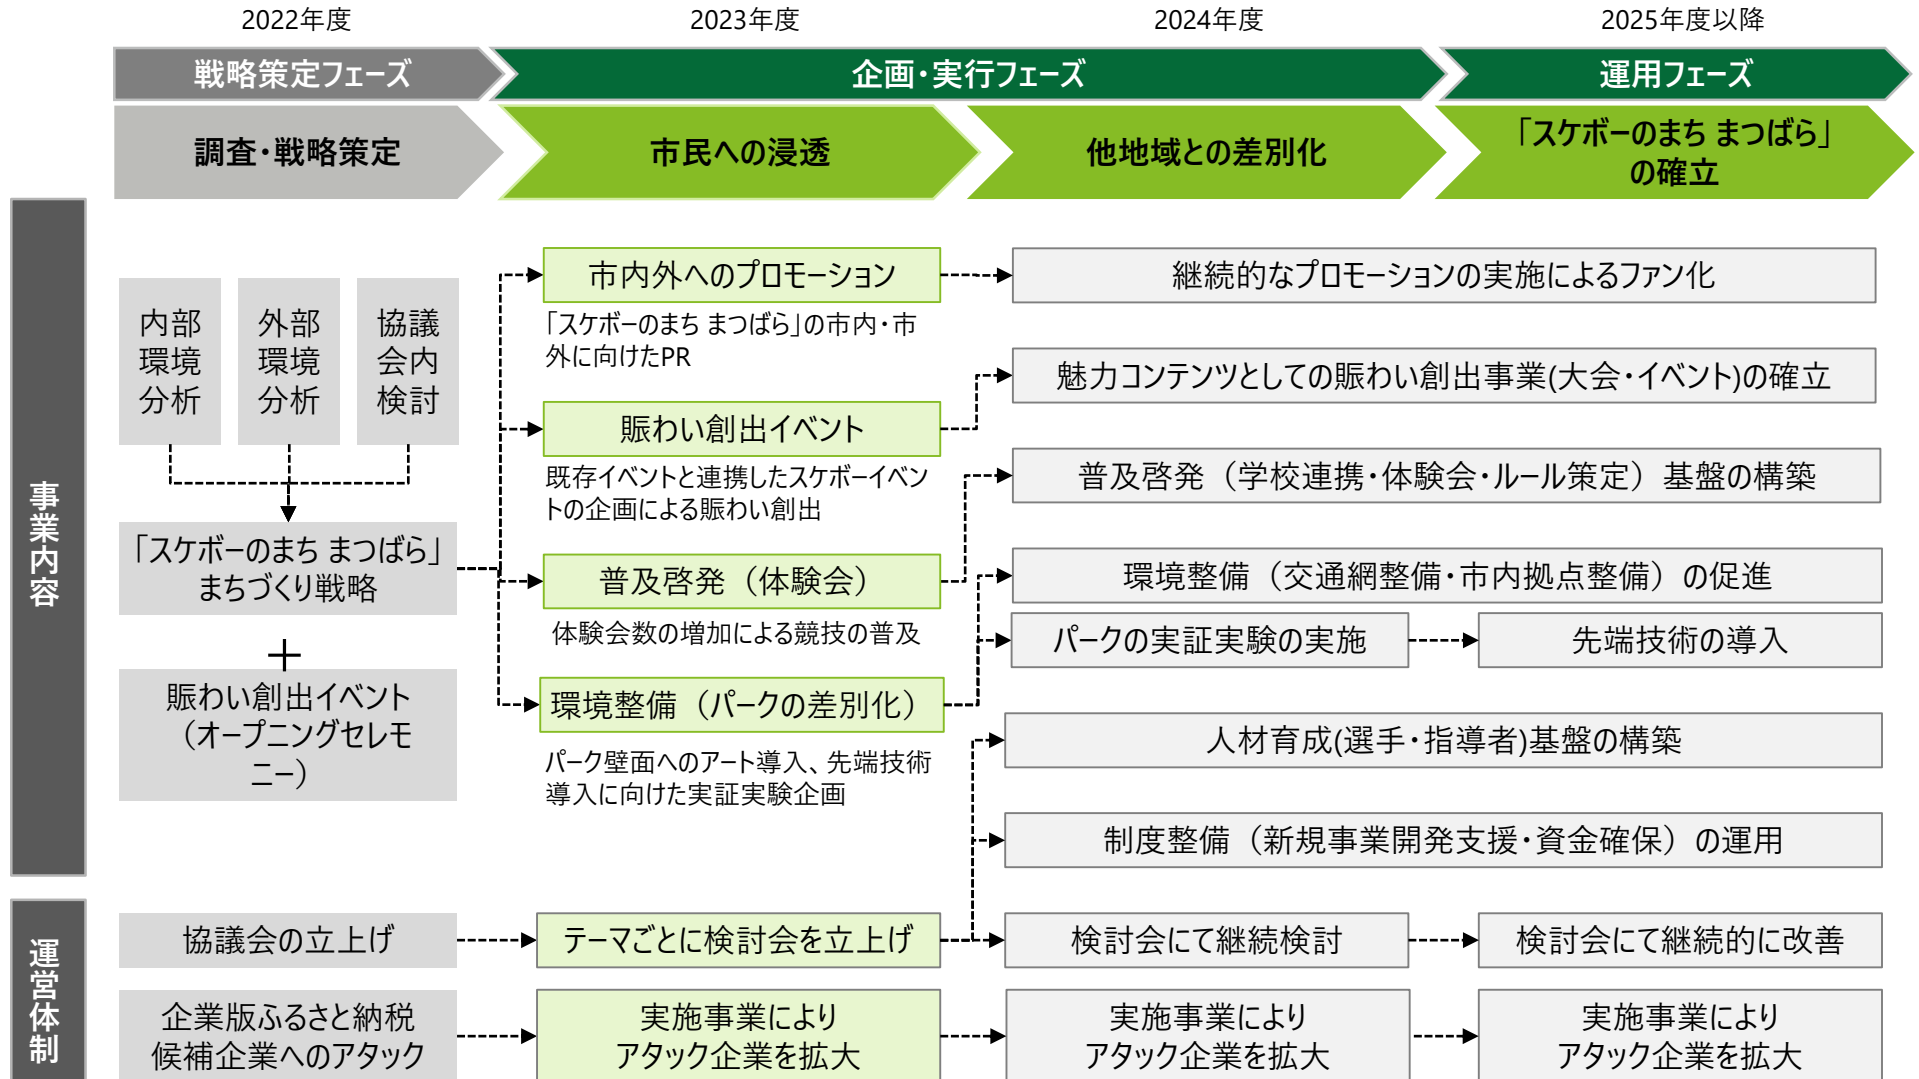 2022年度
2023年度
2024年度
2025年度以降
戦略策定フェーズ
企画・実行フェーズ
運用フェーズ
調査・戦略策定
市民への浸透
他地域との差別化
「スケボーのまち まつばら」
の確立
事業内容
内部
環境
分析
外部
環境
分析
協議
会内
検討
「スケボーのまち まつばら」
まちづくり戦略
＋
賑わい創出イベント
（オープニングセレモ
ニー）
市内外へのプロモーション
「スケボーのまち まつばら」の市内・市
外に向けたPR
賑わい創出イベント
既存イベントと連携したスケボーイベン
トの企画による賑わい創出
普及啓発（体験会）
体験会数の増加による競技の普及
環境整備（パークの差別化）
パーク壁面へのアート導入、先端技術
導入に向けた実証実験企画
継続的なプロモーションの実施によるファン化
魅力コンテンツとしての賑わい創出事業(大会・イベント)の確立
普及啓発（学校連携・体験会・ルール策定）基盤の構築
環境整備（交通網整備・市内拠点整備）の促進
パークの実証実験の実施
先端技術の導入
人材育成(選手・指導者)基盤の構築
制度整備（新規事業開発支援・資金確保）の運用
運営体制
協議会の立上げ
テーマごとに検討会を立上げ
検討会にて継続検討
検討会にて継続的に改善
企業版ふるさと納税
候補企業へのアタック
実施事業により
アタック企業を拡大
実施事業により
アタック企業を拡大
実施事業により
アタック企業を拡大